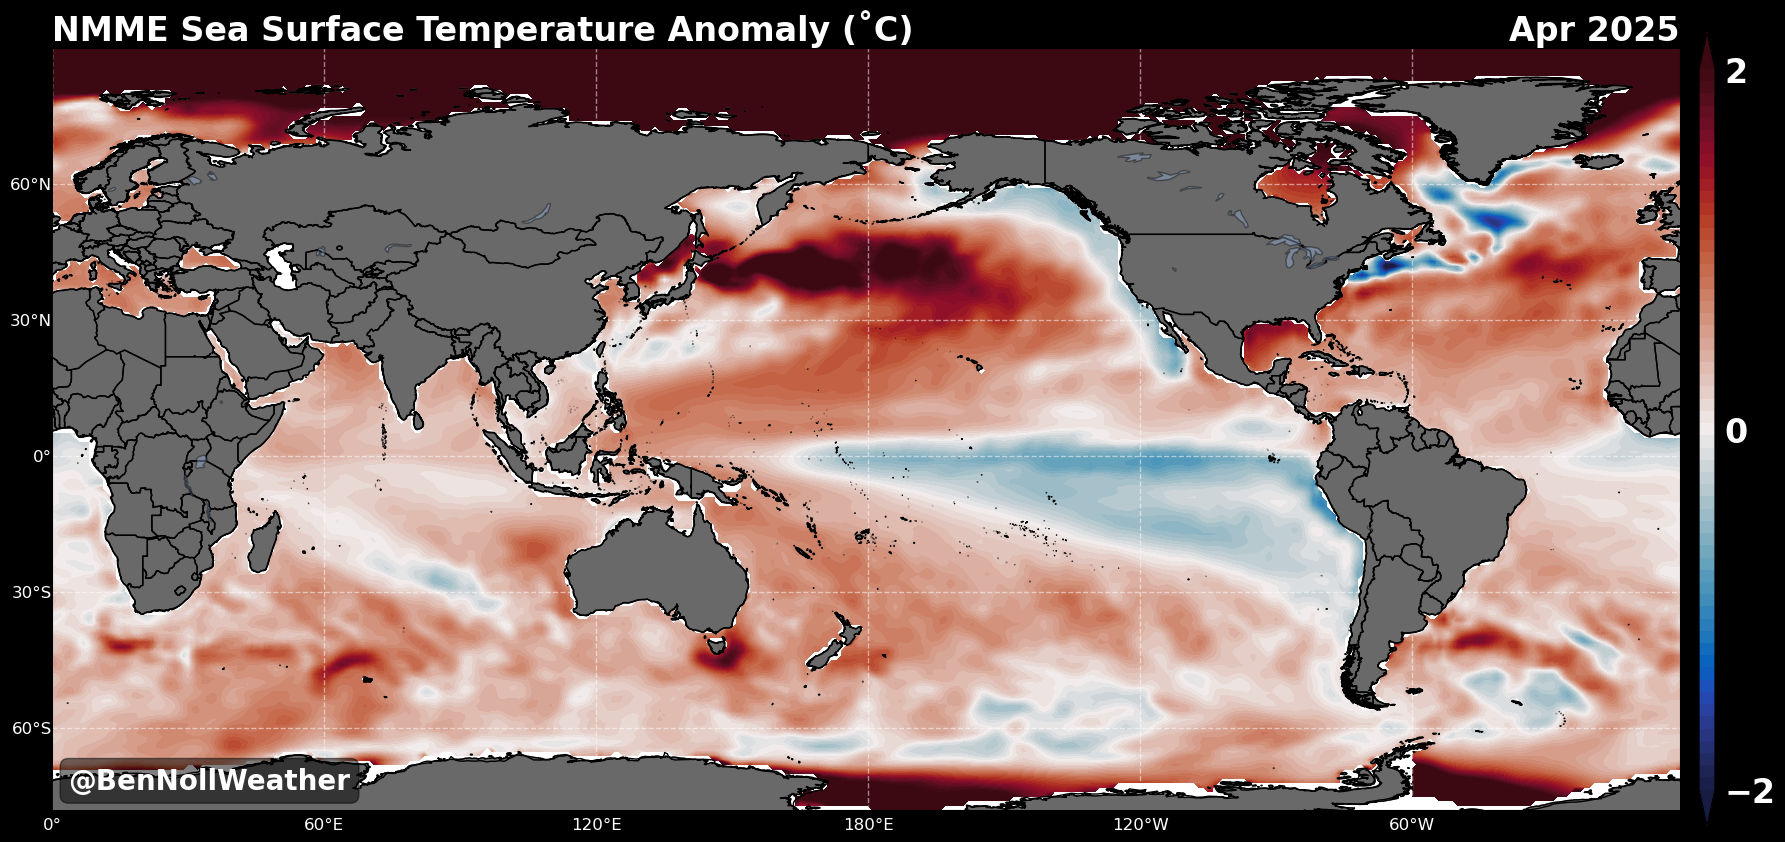 NMME Sea Surface Temperature Anomaly (˚C)
Apr 2025
2
0
−2
60°N
30°N
0°
30°S
60°S
@BenNollWeather
0°
60°E
120°E
180°E
120°W
60°W